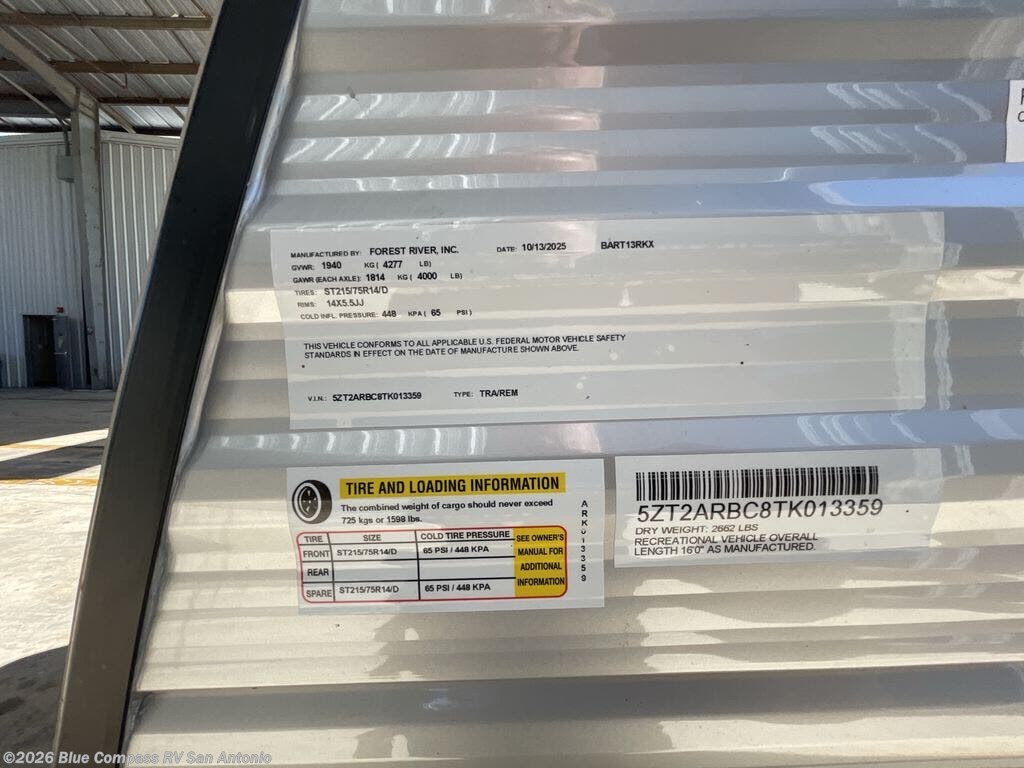 MANUFACTURED BY: FOREST RIVER, INC. DATE: 10/13/2025 BART13RKX
GVWR: 1940 KG ( 4277 LB)
GAWR (EACH AXLE): 1814 KG ( 4000 LB)
TIRES: ST215/75R14/D
RIMS: 14X5.5JJ
COLD INFL. PRESSURE: 448 KPA ( 65 PSI )
THIS VEHICLE CONFORMS TO ALL APPLICABLE U.S. FEDERAL MOTOR VEHICLE SAFETY
STANDARDS IN EFFECT ON THE DATE OF MANUFACTURE SHOWN ABOVE.
V.I.N.: 5ZT2ARBC8TK013359 TYPE: TRA/REM
TIRE AND LOADING INFORMATION
The combined weight of cargo should never exceed
725 kgs or 1598 lbs.
TIRE SIZE COLD TIRE PRESSURE
FRONT ST215/75R14/D 65 PSI / 448 KPA
REAR
SPARE ST215/75R14/D 65 PSI / 448 KPA
SEE OWNER'S
MANUAL FOR
ADDITIONAL
INFORMATION
ARK013359
5ZT2ARBC8TK013359
DRY WEIGHT: 2662 LBS
RECREATIONAL VEHICLE OVERALL
LENGTH 16'0" AS MANUFACTURED.
©2026 Blue Compass RV San Antonio